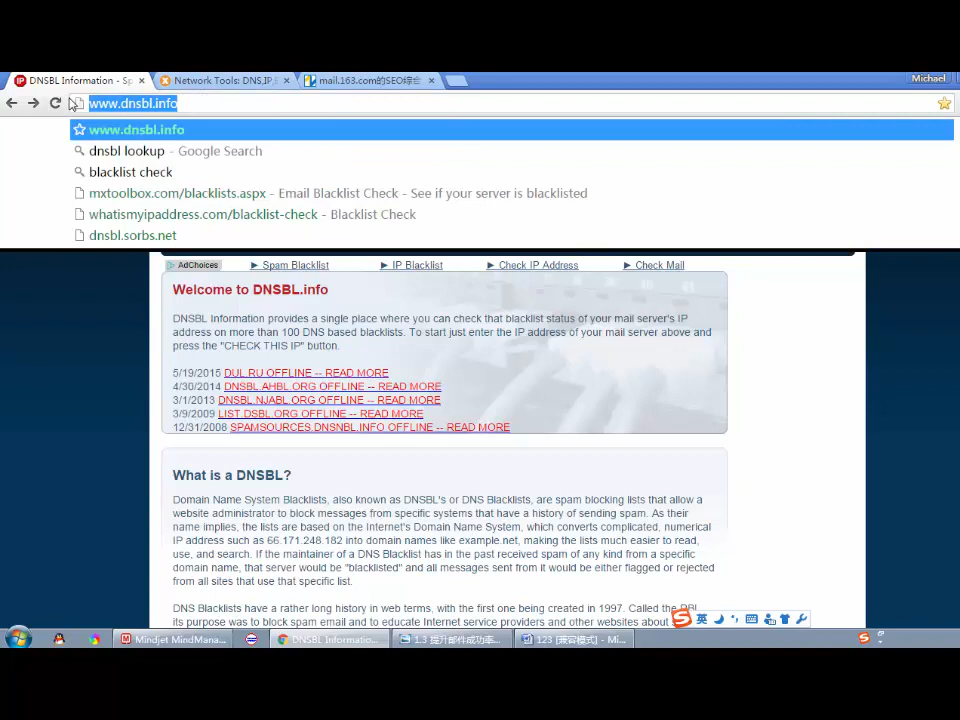 DNSBL Information - Sp
Network Tools: DNS,IP,
mail.163.com的SEO综合
Michael
www.dnsbl.info
www.dnsbl.info
dnsbl lookup - Google Search
blacklist check
mxtoolbox.com/blacklists.aspx - Email Blacklist Check - See if your server is blacklisted
whatismyipaddress.com/blacklist-check - Blacklist Check
dnsbl.sorbs.net
AdChoices
► Spam Blacklist
► IP Blacklist
► Check IP Address
► Check Mail
Welcome to DNSBL.info
DNSBL Information provides a single place where you can check that blacklist status of your mail server's IP
address on more than 100 DNS based blacklists. To start just enter the IP address of your mail server above and
press the "CHECK THIS IP" button.
5/19/2015 DUL.RU OFFLINE -- READ MORE
4/30/2014 DNSBL.AHBL.ORG OFFLINE -- READ MORE
3/1/2013 DNSBL.NJABL.ORG OFFLINE -- READ MORE
3/9/2009 LIST.DSBL.ORG OFFLINE -- READ MORE
12/31/2008 SPAMSOURCES.DNSNBL.INFO OFFLINE -- READ MORE
What is a DNSBL?
Domain Name System Blacklists, also known as DNSBL's or DNS Blacklists, are spam blocking lists that allow a
website administrator to block messages from specific systems that have a history of sending spam. As their
name implies, the lists are based on the Internet's Domain Name System, which converts complicated, numerical
IP address such as 66.171.248.182 into domain names like example.net, making the lists much easier to read,
use, and search. If the maintainer of a DNS Blacklist has in the past received spam of any kind from a specific
domain name, that server would be "blacklisted" and all messages sent from it would be either flagged or rejected
from all sites that use that specific list.
DNS Blacklists have a rather long history in web terms, with the first one being created in 1997. Called the RBL,
its purpose was to block spam email and to educate Internet service providers and other websites about
英
Mindjet MindMana...
DNSBL Informatio...
1.3 提升邮件成功率...
123 [兼容模式] - Mi...